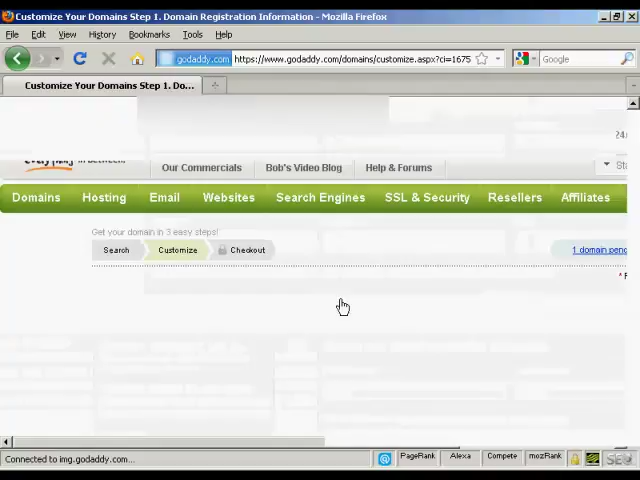 Customize Your Domains Step 1. Domain Registration Information - Mozilla Firefox
File Edit View History Bookmarks Tools Help
godaddy.com https://www.godaddy.com/domains/customize.aspx?ci=1675 Google
Customize Your Domains Step 1. Do...
24
Our Commercials Bob's Video Blog Help & Forums
Domains Hosting Email Websites Search Engines SSL & Security Resellers Affiliates
Get your domain in 3 easy steps!
Search Customize Checkout 1 domain pend
*
Connected to img.godaddy.com... PageRank Alexa Compete mozRank SEO